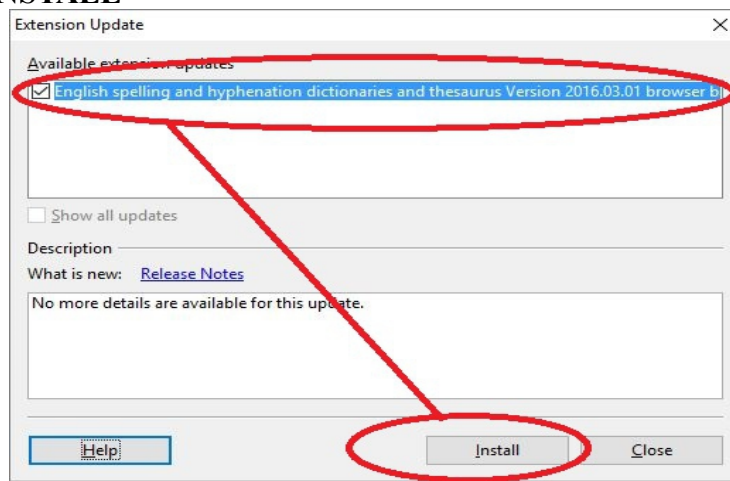 Extension Update
Available extension updates
English spelling and hyphenation dictionaries and thesaurus Version 2016.03.01 browser
Show all updates
Description
What is new: Release Notes
No more details are available for this update.
Help Install Close